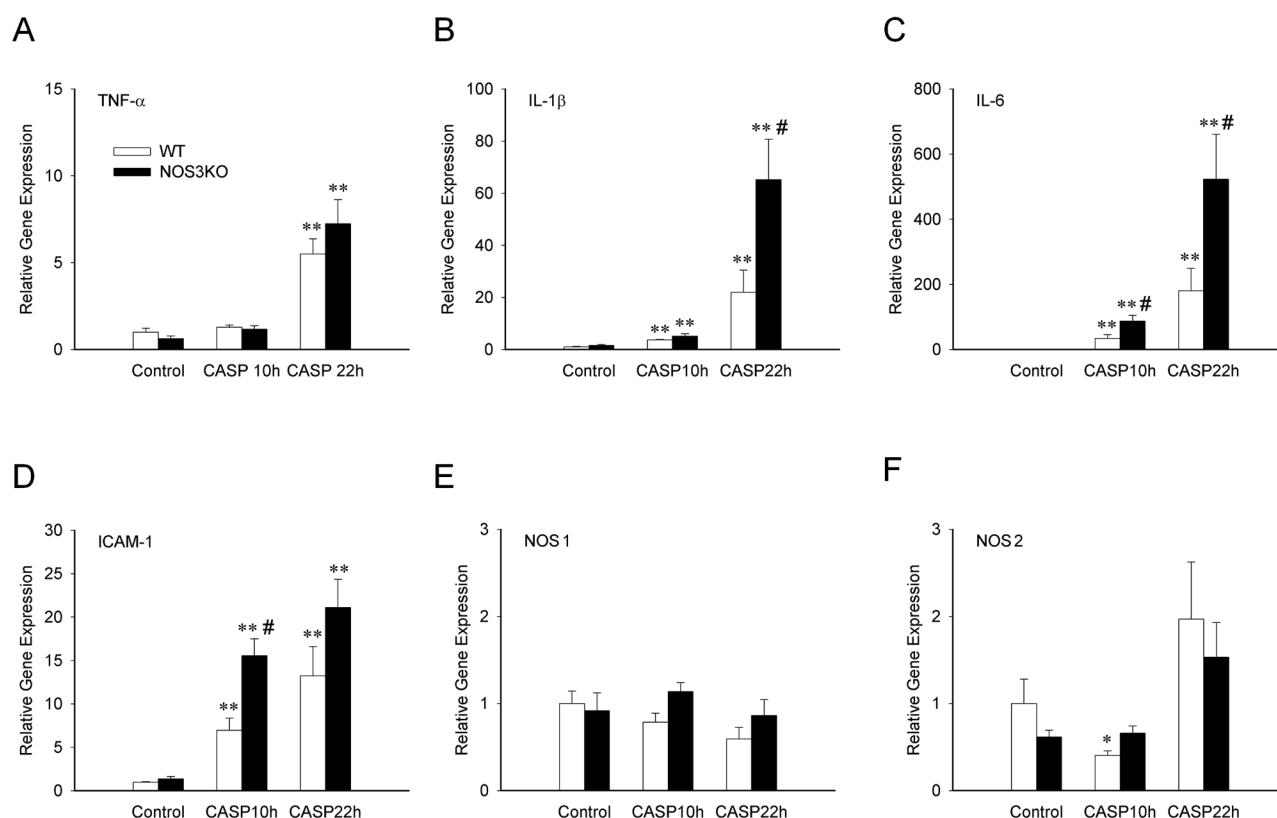 A
TNF-α
WT
NOS3KO
Relative Gene Expression
15
10
5
0
**
**
Control
CASP 10h
CASP 22h
B
IL-1β
Relative Gene Expression
100
80
60
40
20
0
** **
**
** #
Control
CASP10h
CASP22h
C
IL-6
Relative Gene Expression
800
600
400
200
0
**
** #
**
** #
Control
CASP10h
CASP22h
D
ICAM-1
Relative Gene Expression
30
25
20
15
10
5
0
**
** #
**
**
Control
CASP10h
CASP22h
E
NOS 1
Relative Gene Expression
3
2
1
0
Control
CASP10h
CASP22h
F
NOS 2
Relative Gene Expression
3
2
1
0
*
Control
CASP10h
CASP22h